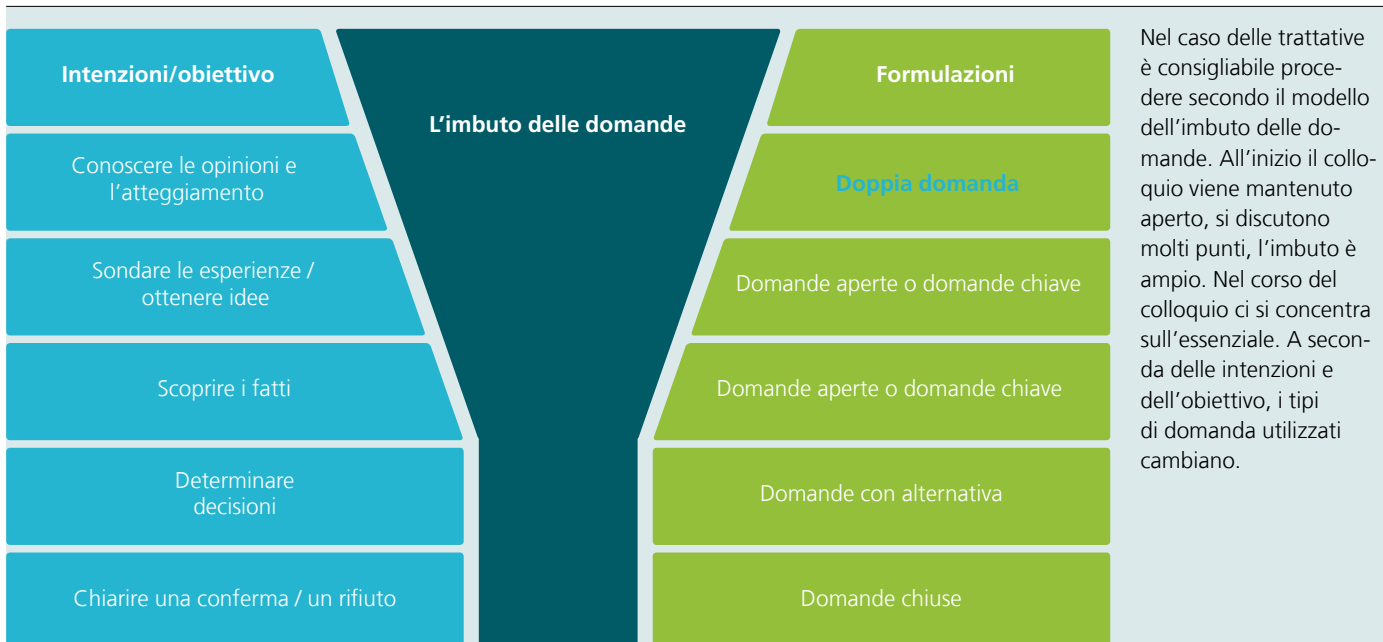 Intenzioni/obiettivo
L’imbuto delle domande
Formulazioni
Conoscere le opinioni e
l’atteggiamento
Doppia domanda
Sondare le esperienze /
ottenere idee
Domande aperte o domande chiave
Scoprire i fatti
Domande aperte o domande chiave
Determinare
decisioni
Domande con alternativa
Chiarire una conferma / un rifiuto
Domande chiuse
Nel caso delle trattative
è consigliabile proce-
dere secondo il modello
dell’imbuto delle do-
mande. All’inizio il collo-
quio viene mantenuto
aperto, si discutono
molti punti, l’imbuto è
ampio. Nel corso del
colloquio ci si concentra
sull’essenziale. A secon-
da delle intenzioni e
dell’obiettivo, i tipi
di domanda utilizzati
cambiano.